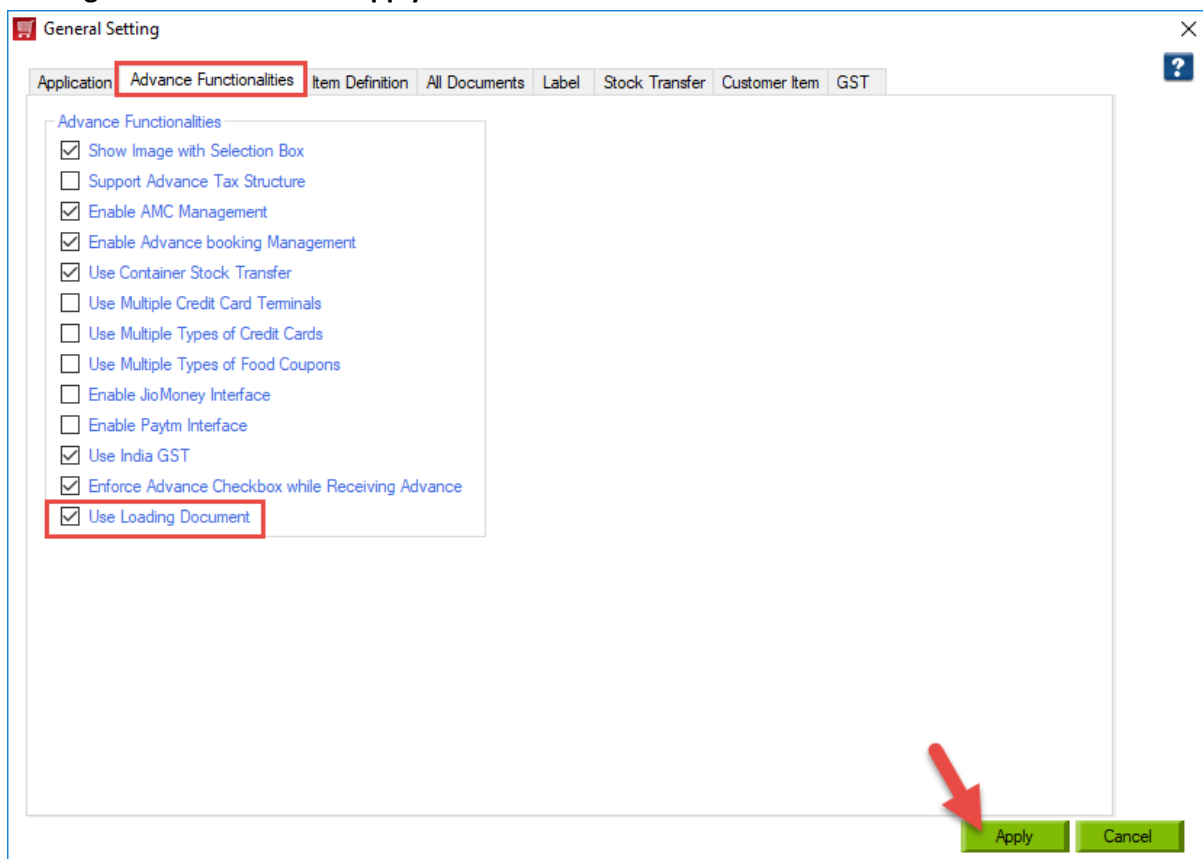 General Setting
Application Advance Functionalities Item Definition All Documents Label Stock Transfer Customer Item GST
?
Advance Functionalities
Show Image with Selection Box
Support Advance Tax Structure
Enable AMC Management
Enable Advance booking Management
Use Container Stock Transfer
Use Multiple Credit Card Terminals
Use Multiple Types of Credit Cards
Use Multiple Types of Food Coupons
Enable JioMoney Interface
Enable Paytm Interface
Use India GST
Enforce Advance Checkbox while Receiving Advance
Use Loading Document
Apply Cancel